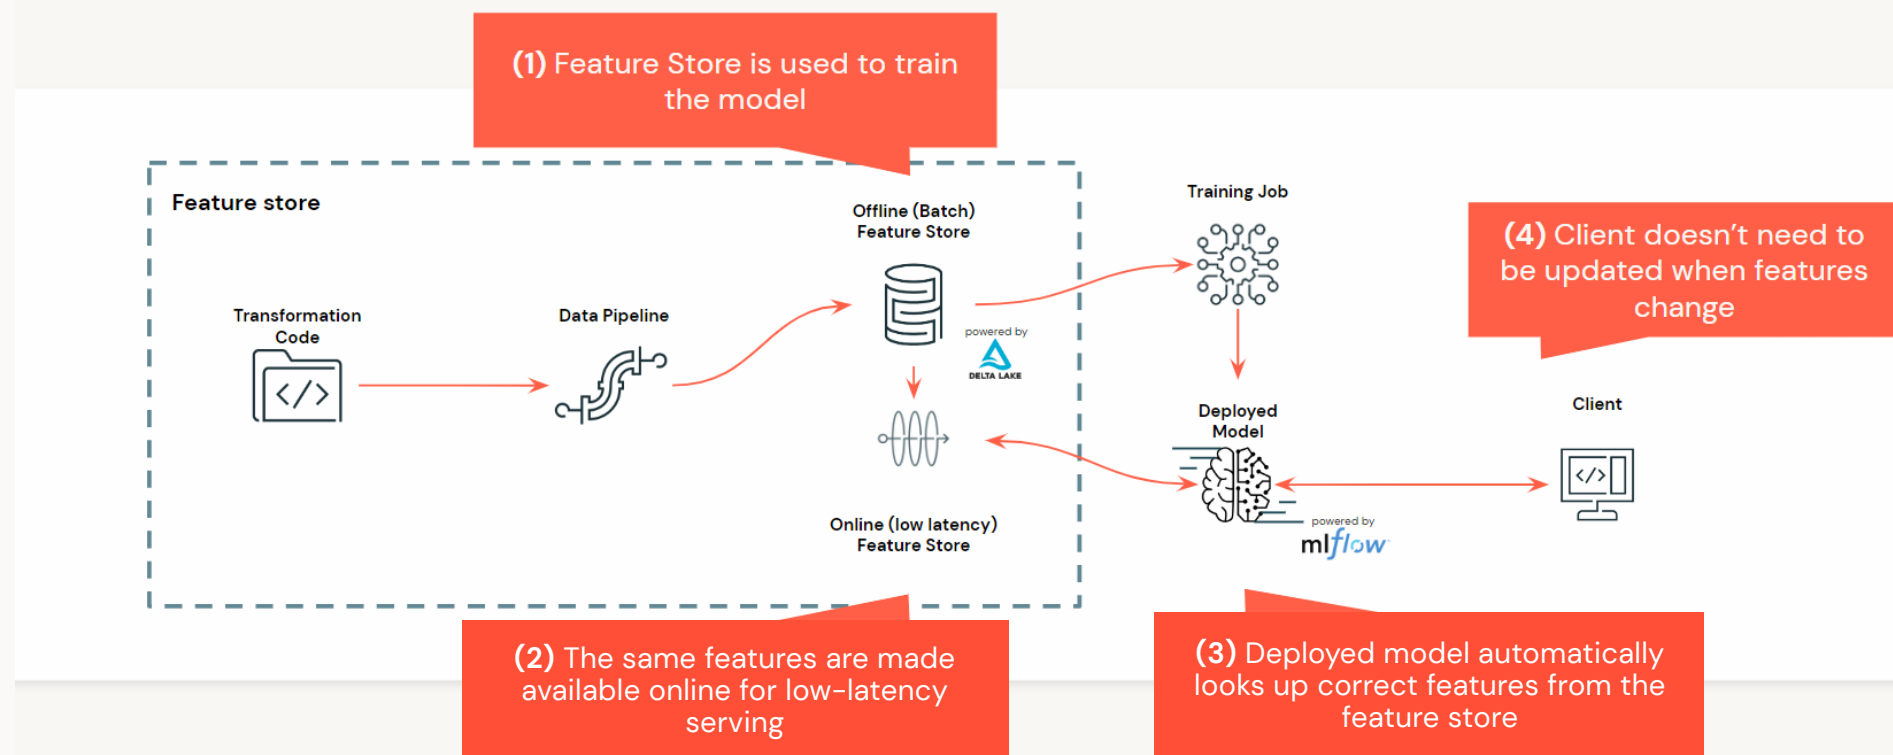 (1) Feature Store is used to train
the model
Feature store
Offline (Batch)
Feature Store
Training Job
(4) Client doesn’t need to
be updated when features
change
Transformation
Code
</>
Data Pipeline
powered by
DELTA LAKE
Deployed
Model
Client
</>
powered by
mlflow
Online (low latency)
Feature Store
(2) The same features are made
available online for low-latency
serving
(3) Deployed model automatically
looks up correct features from the
feature store